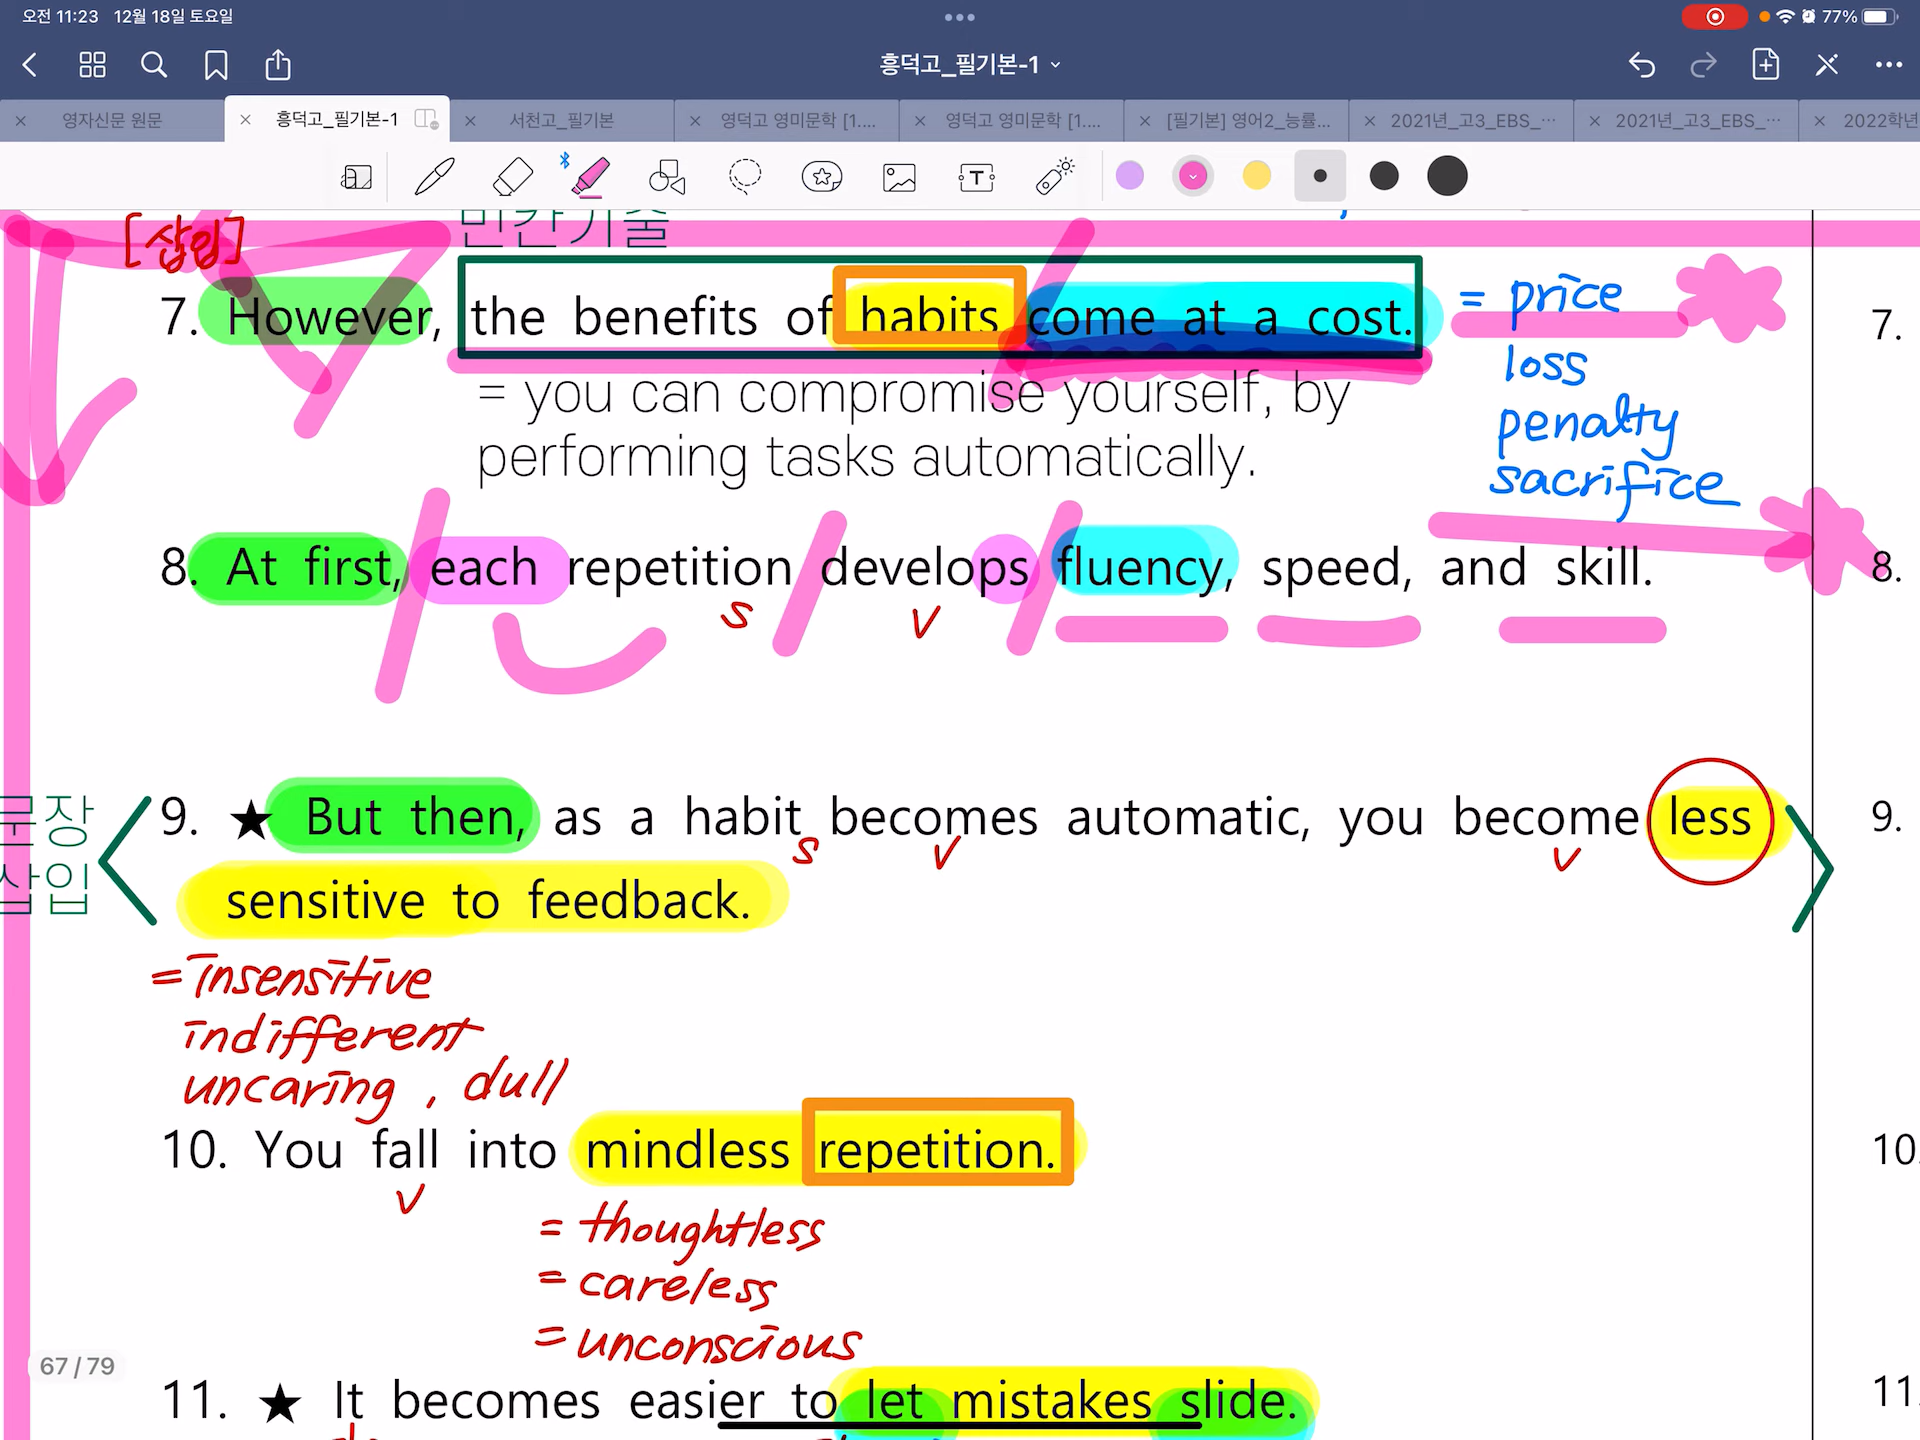 오전 11:23 12월 18일 토요일
77%
흥덕고_필기본-1
영자신문 원문
흥덕고_필기본-1
서천고_필기본
영덕고 영미문학 [1....
영덕고 영미문학 [1....
[필기본] 영어2_능률...
2021년_고3_EBS_...
2021년_고3_EBS_...
2022학년
[삽입]
빈칸기출
7. However, the benefits of habits come at a cost.
= price
loss
penalty
sacrifice
7.
= you can compromise yourself, by
performing tasks automatically.
8. At first, each repetition develops fluency, speed, and skill.
s v
8.
문장
삽입
9. ★ But then, as a habit becomes automatic, you become less
s v v
sensitive to feedback.
9.
= insensitive
indifferent
uncaring, dull
10. You fall into mindless repetition.
v
10.
= thoughtless
= careless
= unconscious
67 / 79
11. ★ It becomes easier to let mistakes slide.
11.